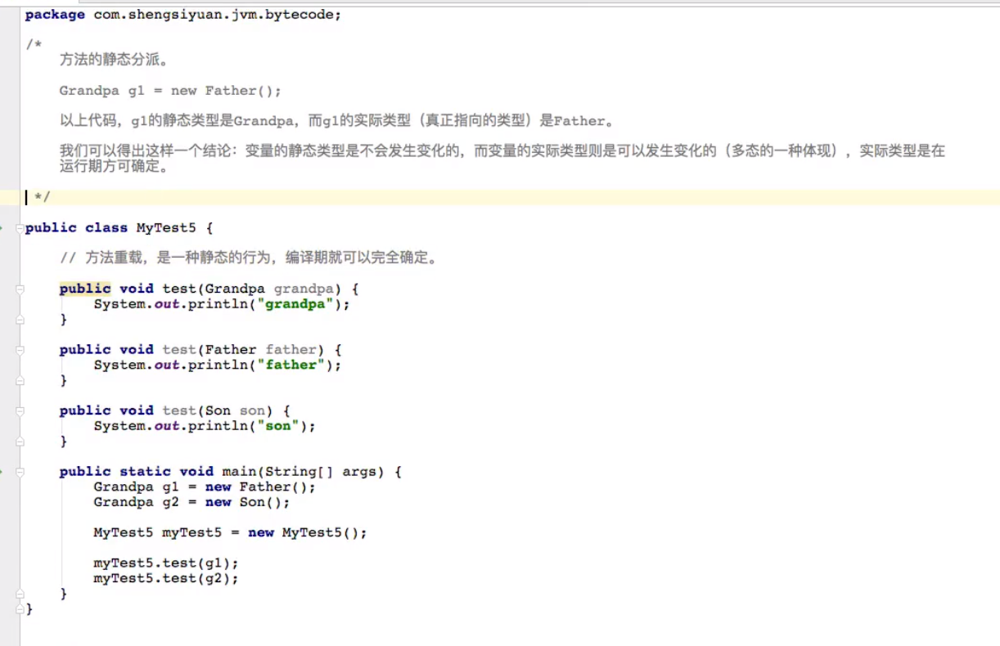 package com.shengsiyuan.jvm.bytecode;
/*
方法的静态分派。
Grandpa g1 = new Father();
以上代码，g1的静态类型是Grandpa，而g1的实际类型（真正指向的类型）是Father。
我们可以得出这样一个结论：变量的静态类型是不会发生变化的，而变量的实际类型则是可以发生变化的（多态的一种体现），实际类型是在
运行期方可确定。
*/
public class MyTest5 {
// 方法重载，是一种静态的行为，编译期就可以完全确定。
public void test(Grandpa grandpa) {
System.out.println("grandpa");
}
public void test(Father father) {
System.out.println("father");
}
public void test(Son son) {
System.out.println("son");
}
public static void main(String[] args) {
Grandpa g1 = new Father();
Grandpa g2 = new Son();
MyTest5 myTest5 = new MyTest5();
myTest5.test(g1);
myTest5.test(g2);
}
}